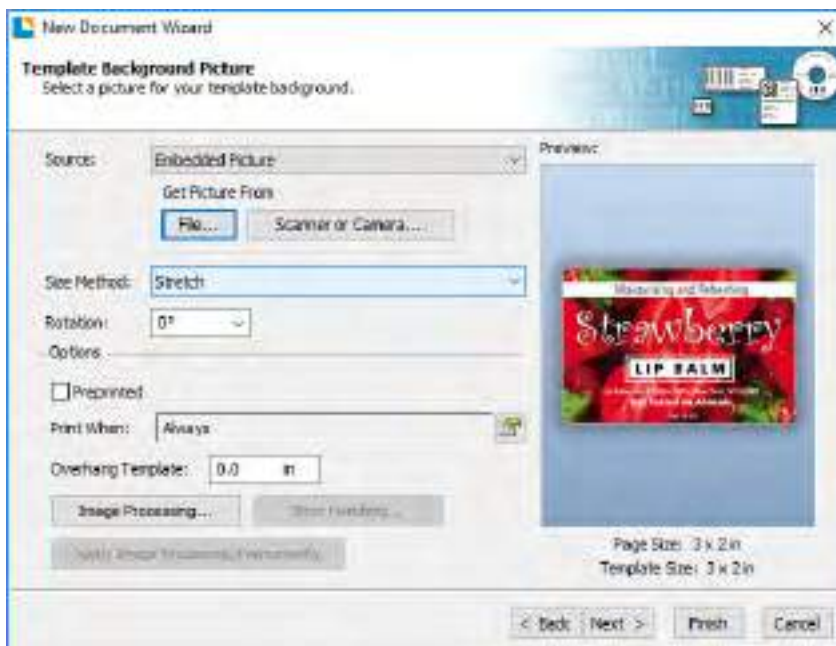 New Document Wizard
Template Background Picture
Select a picture for your template background.
Source: Embedded Picture
Get Picture From
File... Scanner or Camera...
Size Method: Stretch
Rotation: 0°
Options
Preprinted
Print When: Always
Overhang Template: 0.0 in
Image Processing...
< Back Next > Finish Cancel
Preview:
Moisturizing and Refreshing
Strawberry
LIP BALM
Page Size: 3 x 2 in
Template Size: 3 x 2 in